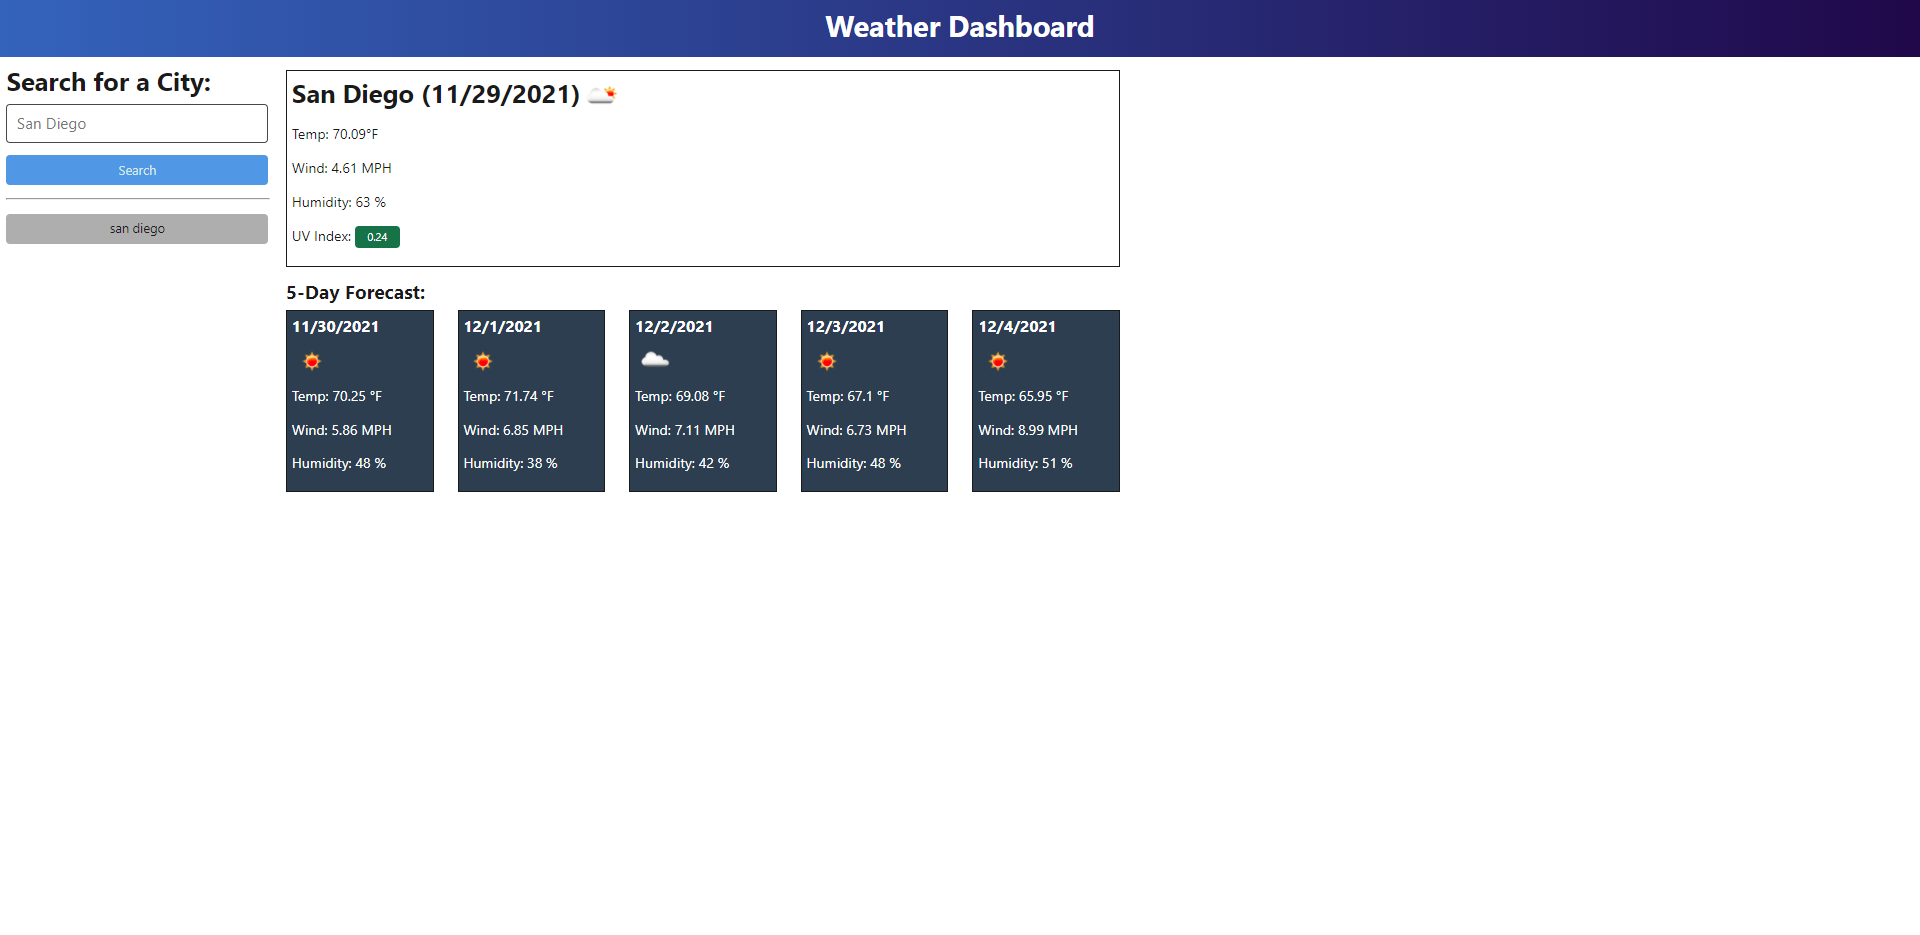 Weather Dashboard
Search for a City:
San Diego
Search
san diego
San Diego (11/29/2021)
Temp: 70.09°F
Wind: 4.61 MPH
Humidity: 63 %
UV Index: 0.24
5-Day Forecast:
11/30/2021
Temp: 70.25 °F
Wind: 5.86 MPH
Humidity: 48 %
12/1/2021
Temp: 71.74 °F
Wind: 6.85 MPH
Humidity: 38 %
12/2/2021
Temp: 69.08 °F
Wind: 7.11 MPH
Humidity: 42 %
12/3/2021
Temp: 67.1 °F
Wind: 6.73 MPH
Humidity: 48 %
12/4/2021
Temp: 65.95 °F
Wind: 8.99 MPH
Humidity: 51 %